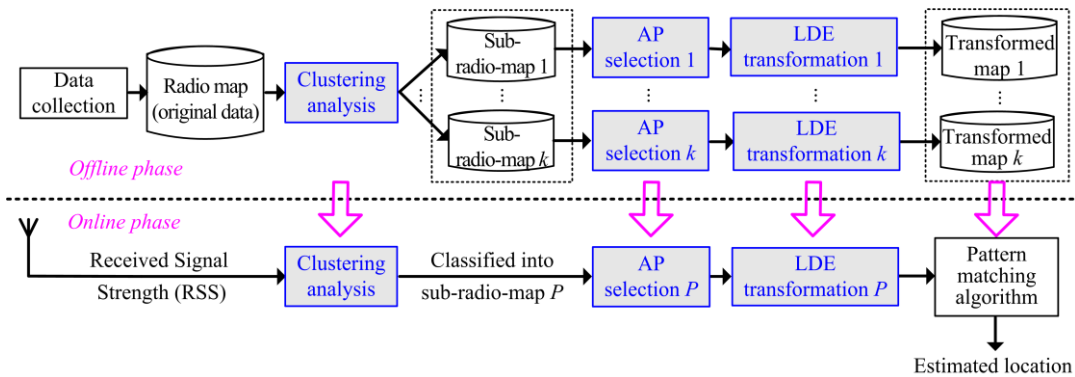 Data
collection
Radio map
(original data)
Clustering
analysis
Sub-
radio-map 1
AP
selection 1
LDE
transformation 1
Transformed
map 1
Sub-
radio-map k
AP
selection k
LDE
transformation k
Transformed
map k
Offline phase
Online phase
Received Signal
Strength (RSS)
Clustering
analysis
Classified into
sub-radio-map P
AP
selection P
LDE
transformation P
Pattern
matching
algorithm
Estimated location